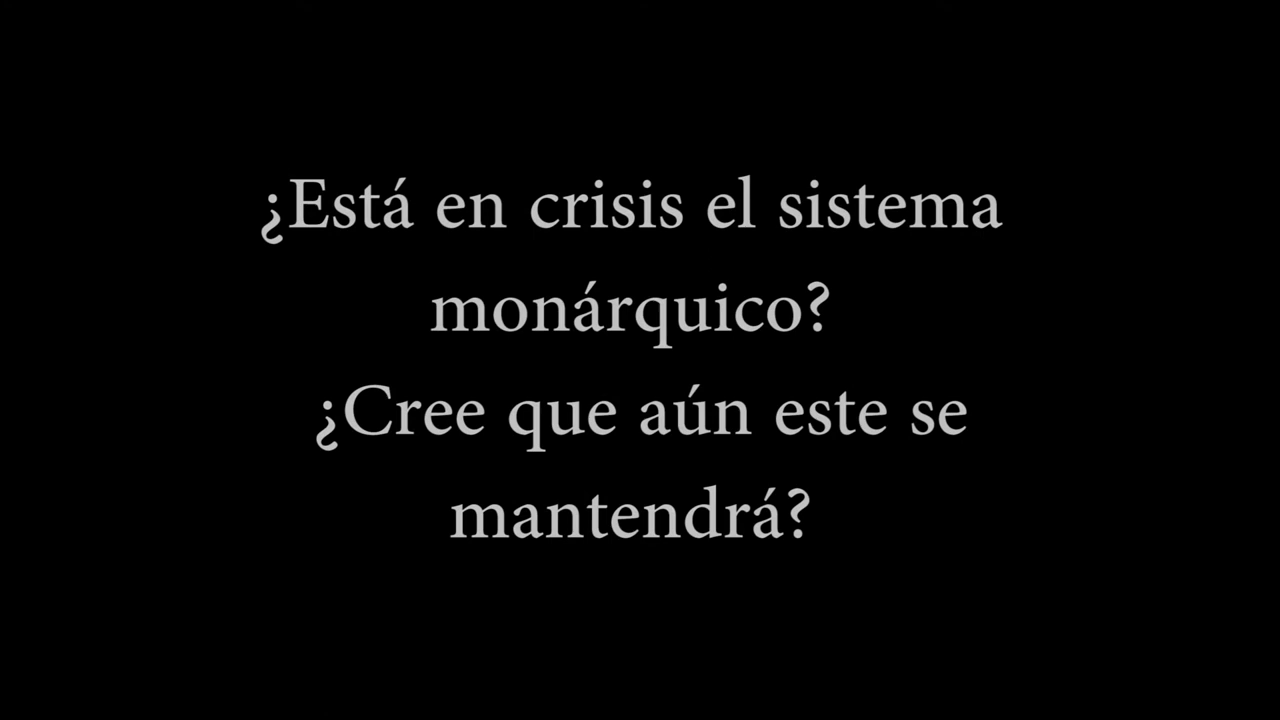 ¿Está en crisis el sistema
monárquico?
¿Cree que aún este se
mantendrá?